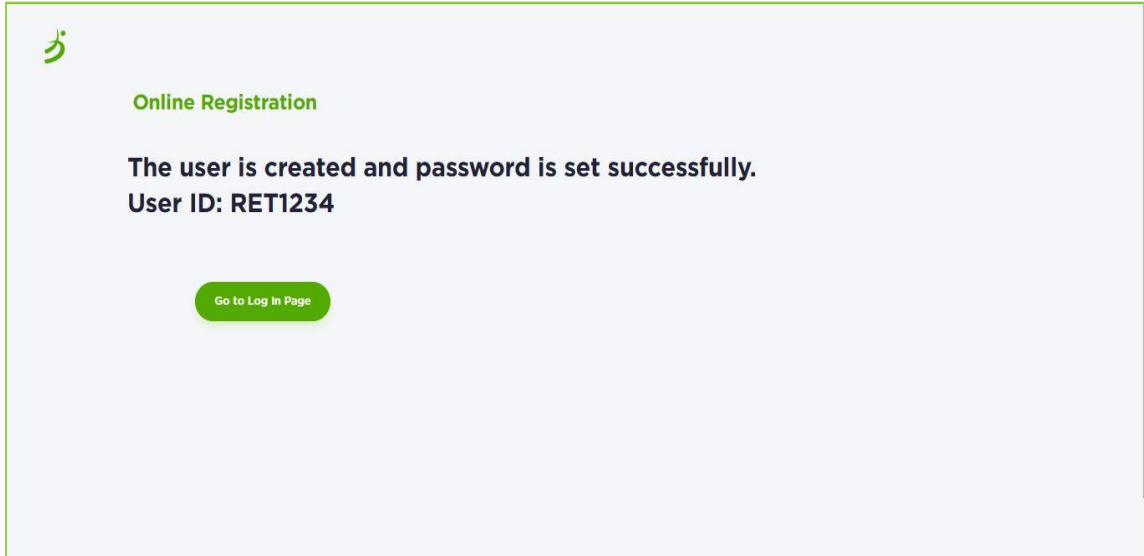 Online Registration
The user is created and password is set successfully.
User ID: RET1234
Go to Log In Page